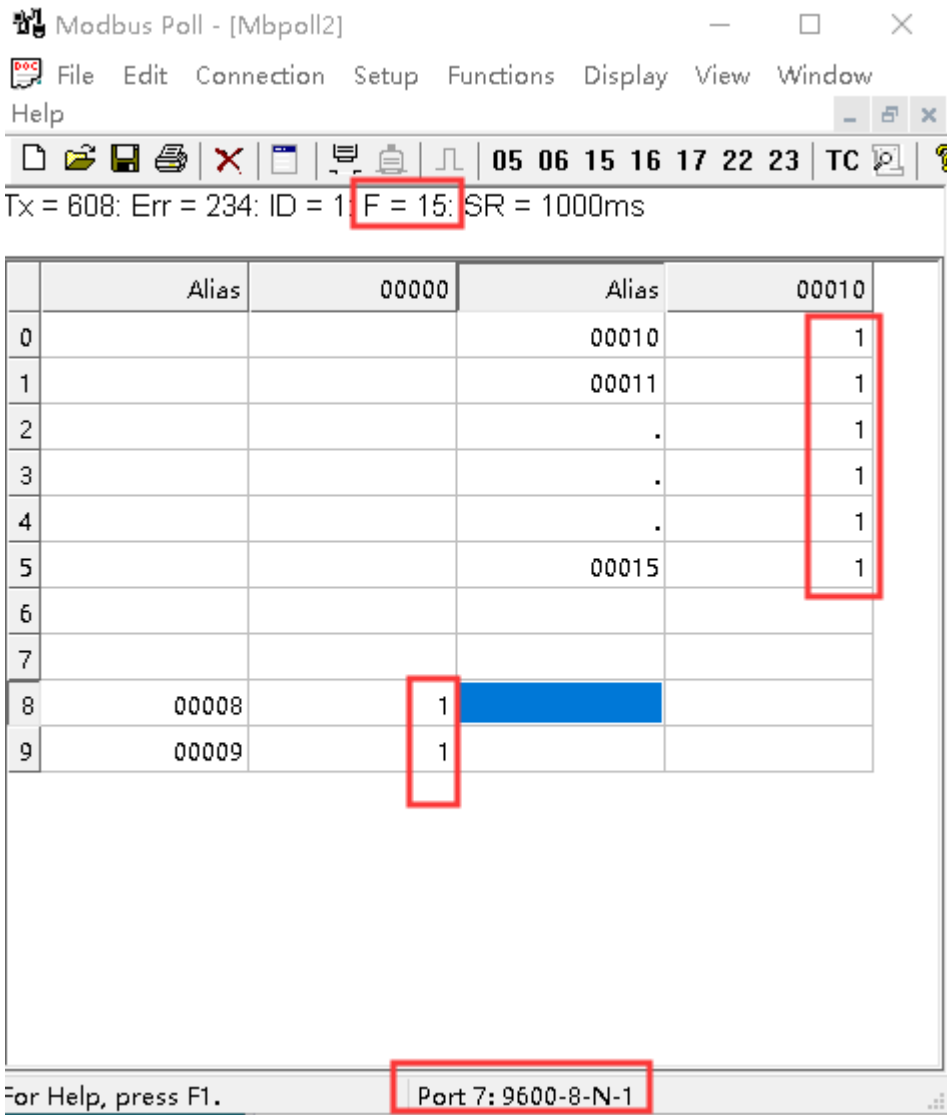 Modbus Poll - [Mbpoll2]
File Edit Connection Setup Functions Display View Window
Help
05 06 15 16 17 22 23 TC
Tx = 608: Err = 234: ID = 1: F = 15: SR = 1000ms
Alias 00000 Alias 00010
0 00010 1
1 00011 1
2 . 1
3 . 1
4 . 1
5 00015 1
6
7
8 00008 1
9 00009 1
For Help, press F1. Port 7: 9600-8-N-1